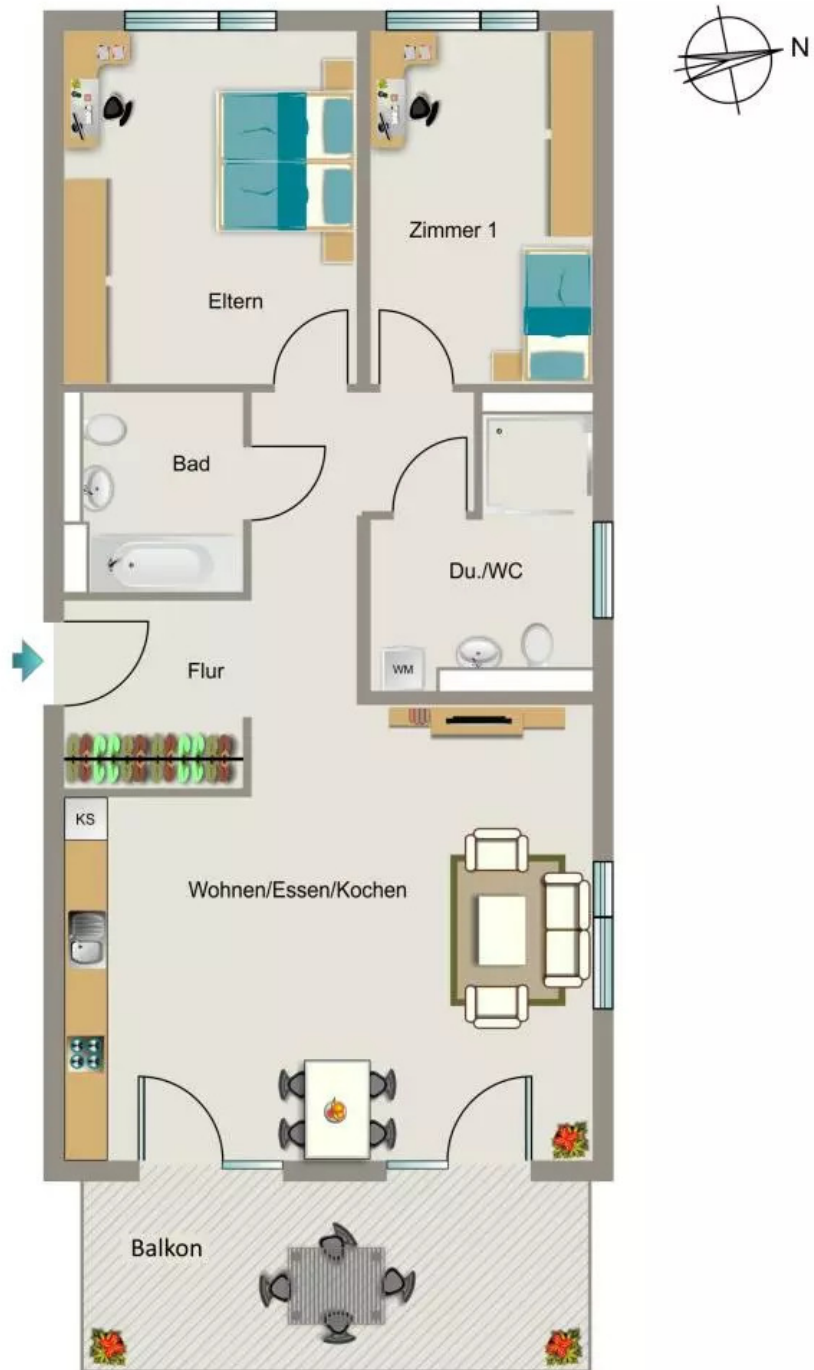 N
Zimmer 1
Eltern
Bad
Du./WC
Flur
WM
KS
Wohnen/Essen/Kochen
Balkon